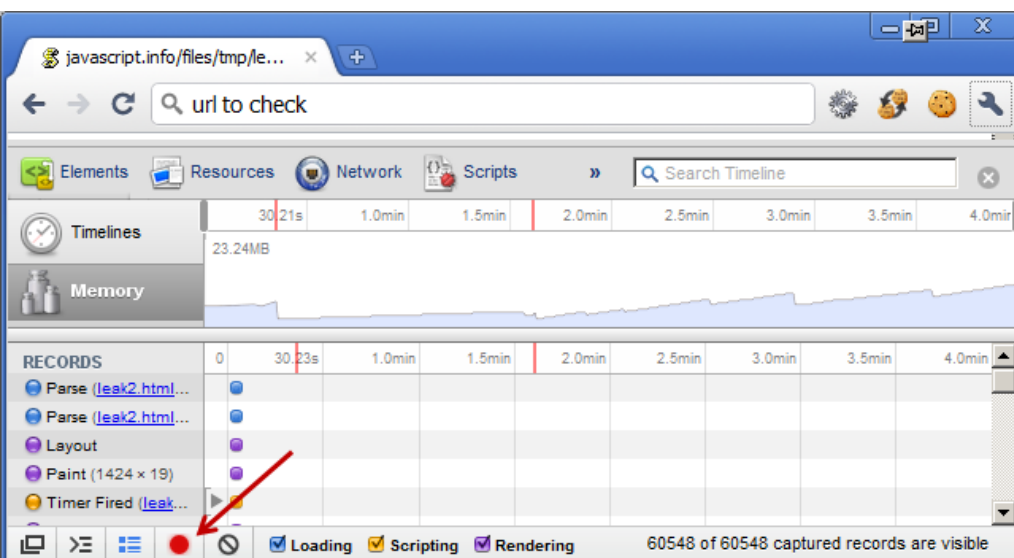 javascript.info/files/tmp/le...
url to check
Elements Resources Network Scripts » Search Timeline
Timelines
30.21s 1.0min 1.5min 2.0min 2.5min 3.0min 3.5min 4.0min
23.24MB
Memory
RECORDS 0 30.23s 1.0min 1.5min 2.0min 2.5min 3.0min 3.5min 4.0min
Parse (leak2.html...
Parse (leak2.html...
Layout
Paint (1424 × 19)
Timer Fired (leak...
Loading Scripting Rendering 60548 of 60548 captured records are visible